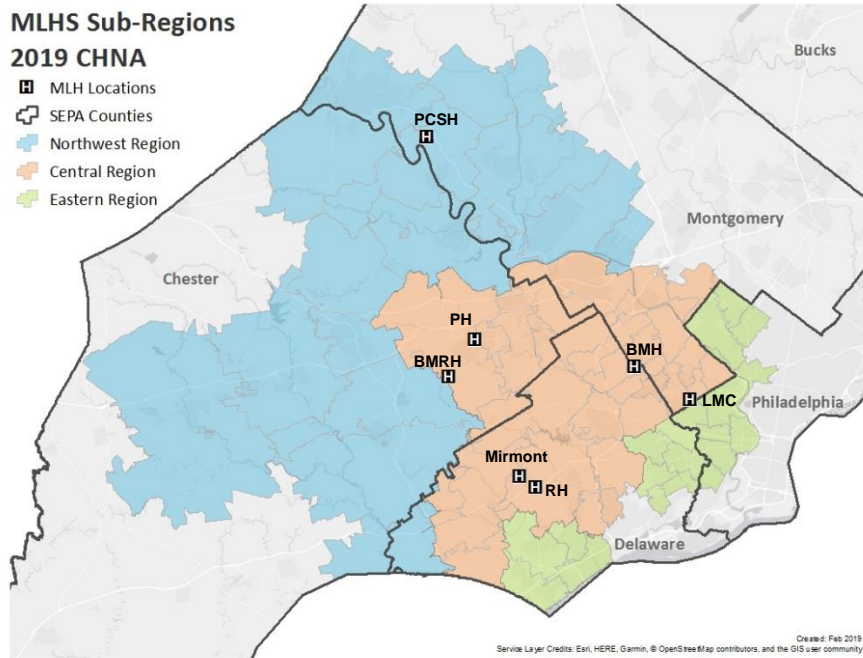 MLHS Sub-Regions
2019 CHNA
H MLH Locations
SEPA Counties
Northwest Region
Central Region
Eastern Region
Bucks
PCSH
H
Montgomery
Chester
PH
H
BMRH
H
BMH
H
H LMC
Philadelphia
Mirmont
H
H RH
Delaware
Created: Feb 2019
Service Layer Credits: Esri, HERE, Garmin, © OpenStreetMap contributors, and the GIS user community